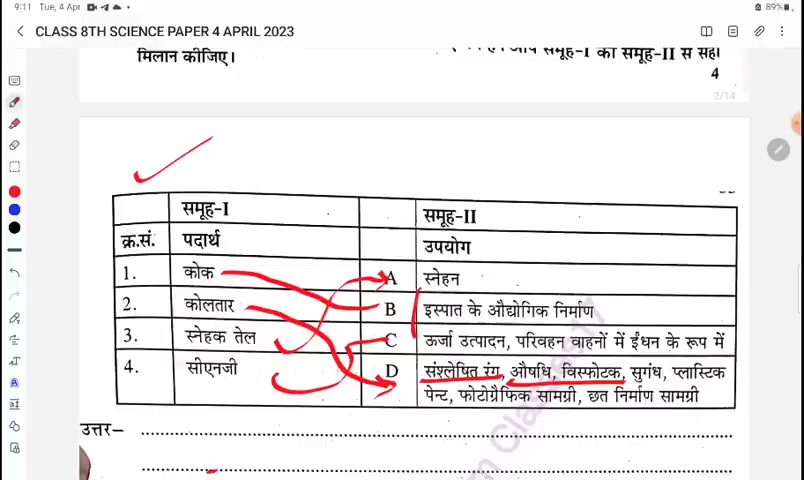 9:11 Tue, 4 Apr
89%
CLASS 8TH SCIENCE PAPER 4 APRIL 2023
आप समूह-I का समूह-II से सही
मिलान कीजिए।
4
2/14
समूह-I समूह-II
क्र.सं. पदार्थ उपयोग
1. कोक A स्नेहन
2. कोलतार B इस्पात के औद्योगिक निर्माण
3. स्नेहक तेल C ऊर्जा उत्पादन, परिवहन वाहनों में ईंधन के रूप में
4. सीएनजी D संश्लेषित रंग, औषधि, विस्फोटक, सुगंध, प्लास्टिक
पेन्ट, फोटोग्रैफिक सामग्री, छत निर्माण सामग्री
उत्तर–